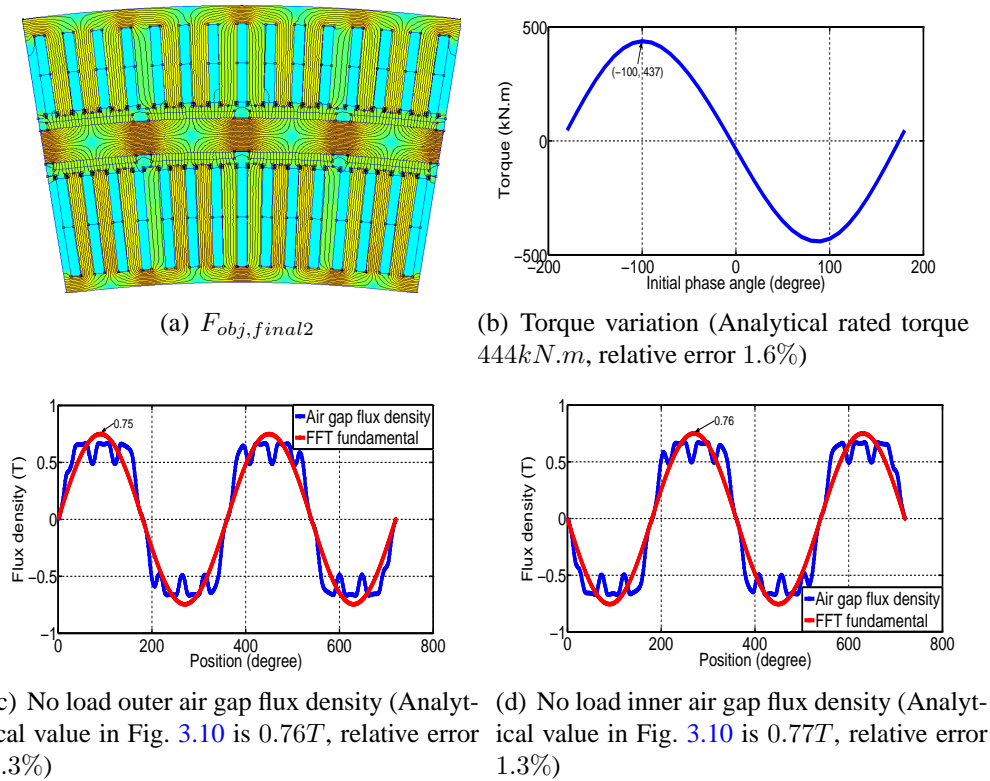 500
(−100, 437)
Torque (kN.m)
0
−500
−200
−100
0
100
200
Initial phase angle (degree)
(a) F_{obj,final2}
(b) Torque variation (Analytical rated torque
444kN.m, relative error 1.6%)
1
0.75
Air gap flux density
FFT fundamental
0.5
Flux density (T)
0
−0.5
−1
0
200
400
600
800
Position (degree)
1
0.76
Air gap flux density
FFT fundamental
0.5
Flux density (T)
0
−0.5
−1
0
200
400
600
800
Position (degree)
c) No load outer air gap flux density (Analyt-
cal value in Fig. 3.10 is 0.76T, relative error
.3%)
(d) No load inner air gap flux density (Analyt-
ical value in Fig. 3.10 is 0.77T, relative error
1.3%)